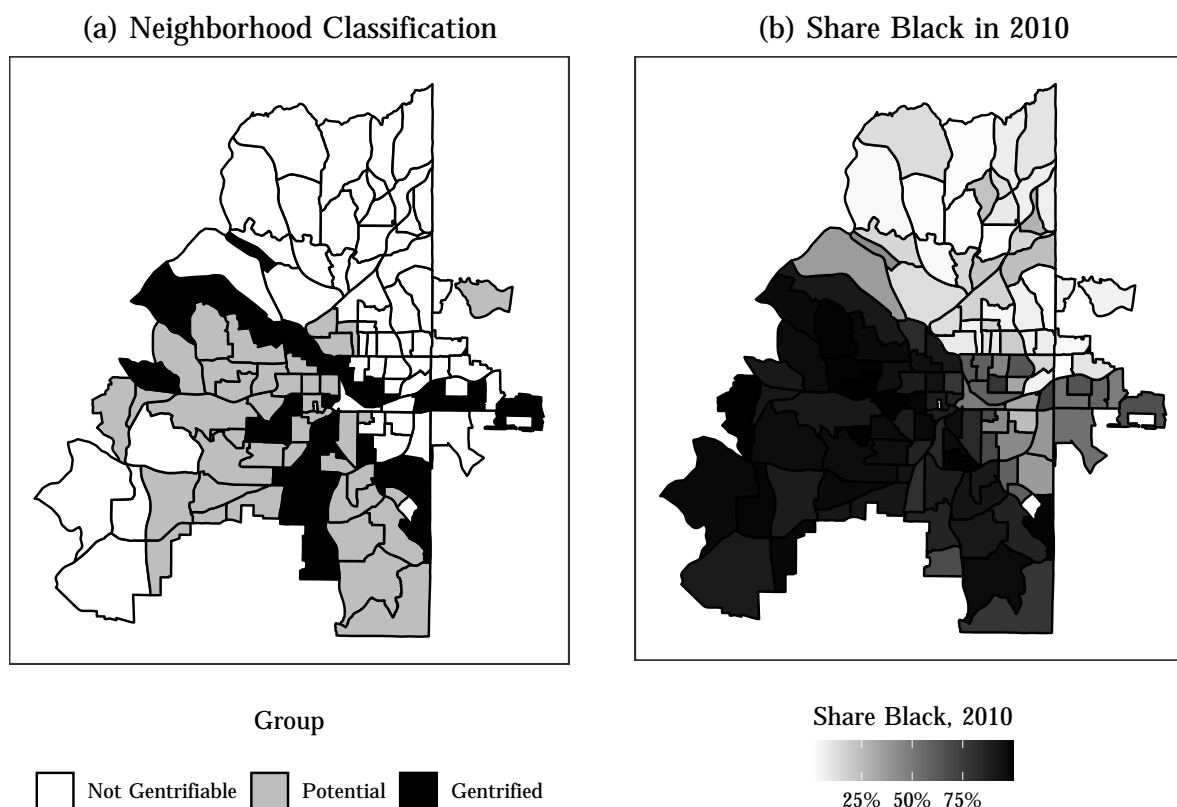 (a) Neighborhood Classification
(b) Share Black in 2010
Group
Not Gentrifiable
Potential
Gentrified
Share Black, 2010
25% 50% 75%